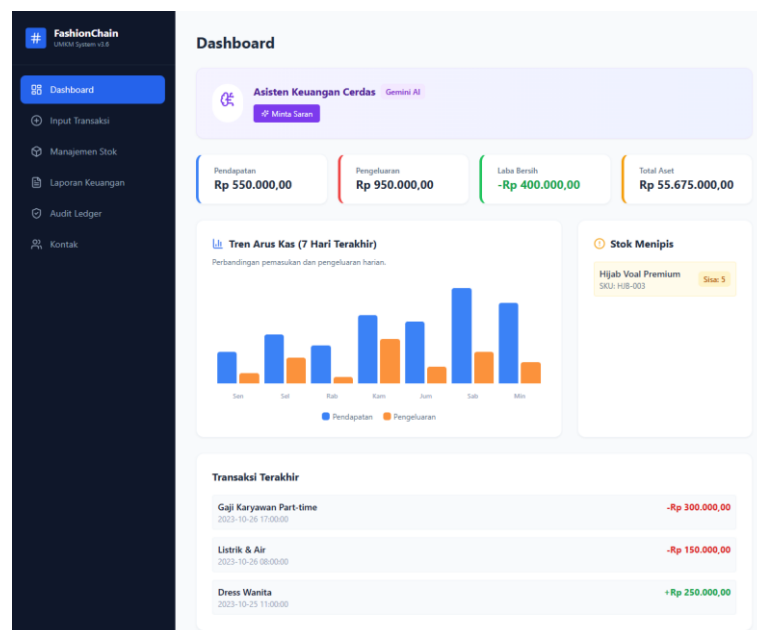 FashionChain
UMKM System v3.8
Dashboard
Input Transaksi
Manajemen Stok
Laporan Keuangan
Audit Ledger
Kontak
Dashboard
Asisten Keuangan Cerdas Gemini AI
Minta Saran
Pendapatan
Rp 550.000,00
Pengeluaran
Rp 950.000,00
Laba Bersih
-Rp 400.000,00
Total Aset
Rp 55.675.000,00
Tren Arus Kas (7 Hari Terakhir)
Perbandingan pemasukan dan pengeluaran harian.
Sen Sel Rab Kam Jum Sab Min
Pendapatan Pengeluaran
Stok Menipis
Hijab Voal Premium
SKU: HJB-003
Sisa: 5
Transaksi Terakhir
Gaji Karyawan Part-time
2023-10-26 17:00:00
-Rp 300.000,00
Listrik & Air
2023-10-26 08:00:00
-Rp 150.000,00
Dress Wanita
2023-10-25 11:00:00
+Rp 250.000,00